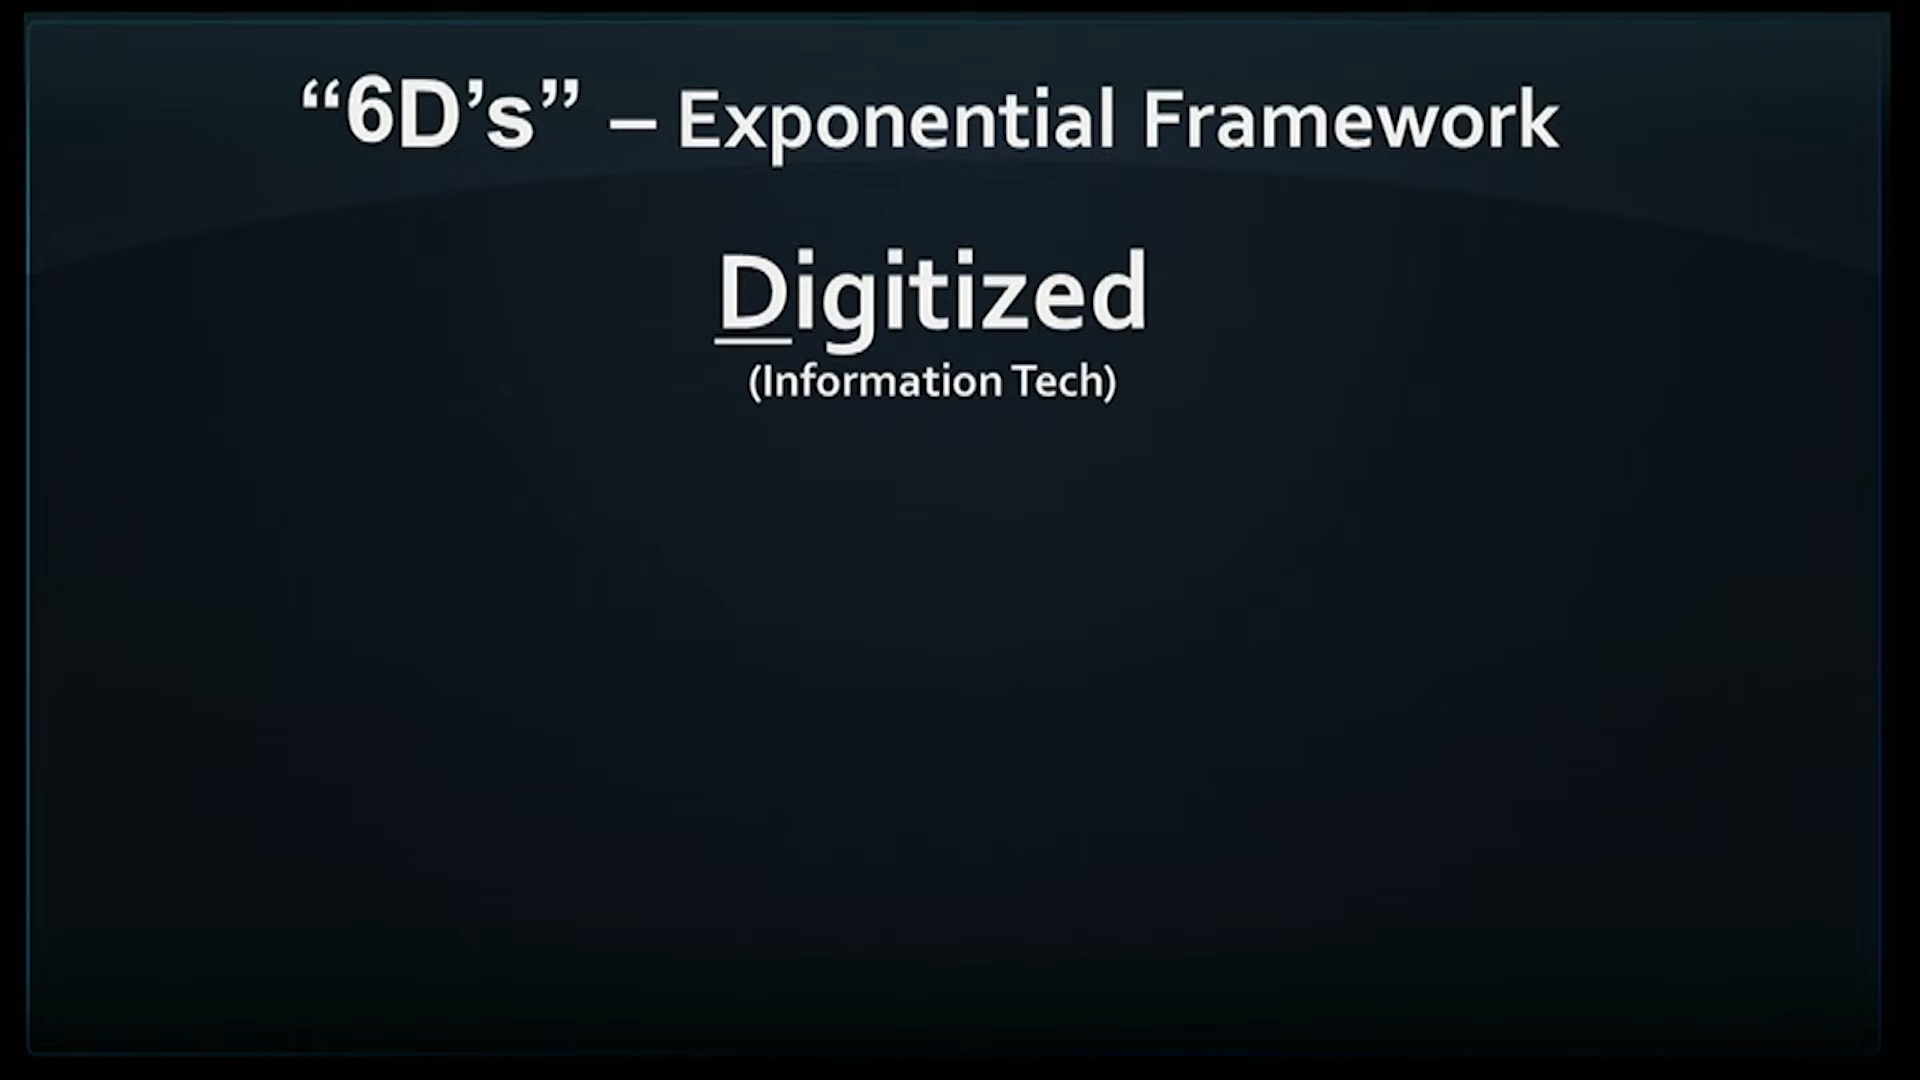 “6D’s” – Exponential Framework
Digitized
(Information Tech)